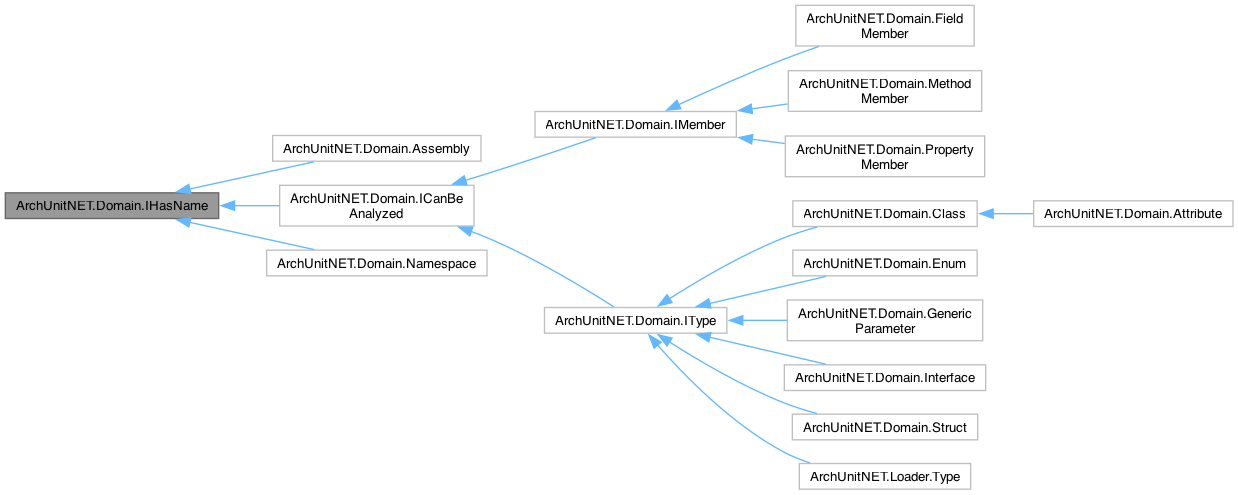 ArchUnitNET.Domain.IHasName
ArchUnitNET.Domain.Assembly
ArchUnitNET.Domain.ICanBe
Analyzed
ArchUnitNET.Domain.Namespace
ArchUnitNET.Domain.IMember
ArchUnitNET.Domain.IType
ArchUnitNET.Domain.Field
Member
ArchUnitNET.Domain.Method
Member
ArchUnitNET.Domain.Property
Member
ArchUnitNET.Domain.Class
ArchUnitNET.Domain.Enum
ArchUnitNET.Domain.Generic
Parameter
ArchUnitNET.Domain.Interface
ArchUnitNET.Domain.Struct
ArchUnitNET.Loader.Type
ArchUnitNET.Domain.Attribute